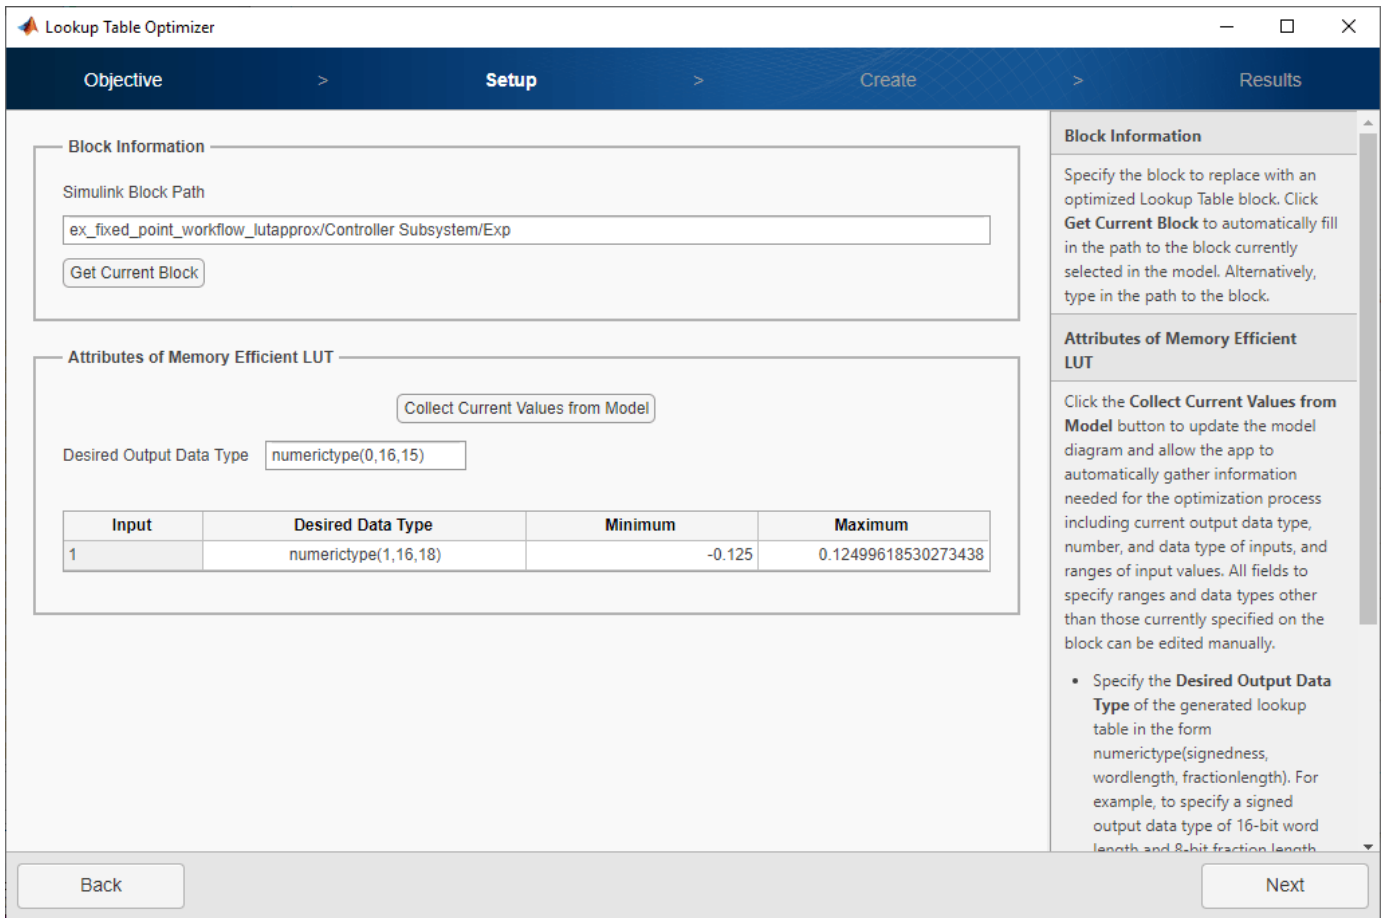 Lookup Table Optimizer
Objective > Setup > Create > Results
Block Information
Simulink Block Path
ex_fixed_point_workflow_lutapprox/Controller Subsystem/Exp
Get Current Block
Attributes of Memory Efficient LUT
Collect Current Values from Model
Desired Output Data Type numerictype(0,16,15)
Input Desired Data Type Minimum Maximum
1 numerictype(1,16,18) -0.125 0.12499618530273438
Block Information
Specify the block to replace with an
optimized Lookup Table block. Click
Get Current Block to automatically fill
in the path to the block currently
selected in the model. Alternatively,
type in the path to the block.
Attributes of Memory Efficient
LUT
Click the Collect Current Values from
Model button to update the model
diagram and allow the app to
automatically gather information
needed for the optimization process
including current output data type,
number, and data type of inputs, and
ranges of input values. All fields to
specify ranges and data types other
than those currently specified on the
block can be edited manually.
• Specify the Desired Output Data
Type of the generated lookup
table in the form
numerictype(signedness,
wordlength, fractionlength). For
example, to specify a signed
output data type of 16-bit word
length and 8-bit fraction length
Back
Next